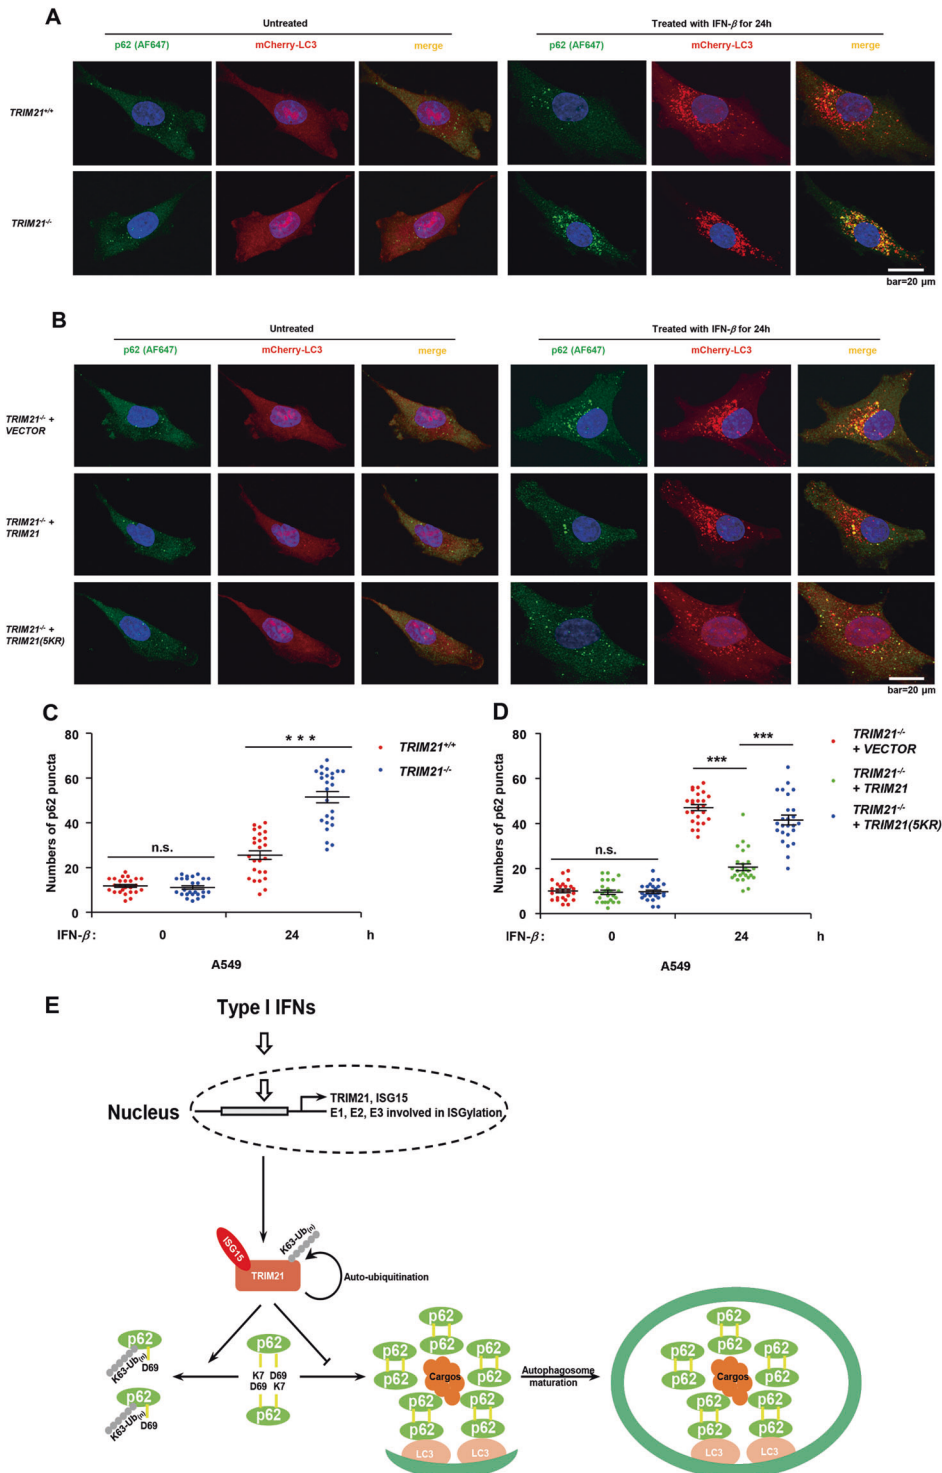 A
Untreated
Treated with IFN-β for 24h
p62 (AF647)
mCherry-LC3
merge
p62 (AF647)
mCherry-LC3
merge
TRIM21+/+
TRIM21-/-
bar=20 μm
B
Untreated
Treated with IFN-β for 24h
p62 (AF647)
mCherry-LC3
merge
p62 (AF647)
mCherry-LC3
merge
TRIM21-/- +
VECTOR
TRIM21-/- +
TRIM21
TRIM21-/- +
TRIM21(5KR)
bar=20 μm
C
Numbers of p62 puncta
80
60
40
20
0
n.s.
* * *
TRIM21+/+
TRIM21-/-
IFN-β:
0
24
h
A549
D
Numbers of p62 puncta
80
60
40
20
0
n.s.
***
***
TRIM21-/-
+ VECTOR
TRIM21-/-
+ TRIM21
TRIM21-/-
+ TRIM21(5KR)
IFN-β:
0
24
h
A549
E
Type I IFNs
Nucleus
TRIM21, ISG15
E1, E2, E3 involved in ISGylation
ISG15
K63-Ub(n)
TRIM21
Auto-ubiquitination
p62
K63-Ub(n)
D69
p62
K63-Ub(n)
D69
p62
K7 D69
D69 K7
p62
p62
p62
p62
p62
p62
p62
Cargos
p62
p62
p62
p62
LC3
LC3
Autophagosome
maturation
p62
p62
p62
p62
p62
p62
Cargos
p62
p62
p62
p62
LC3
LC3